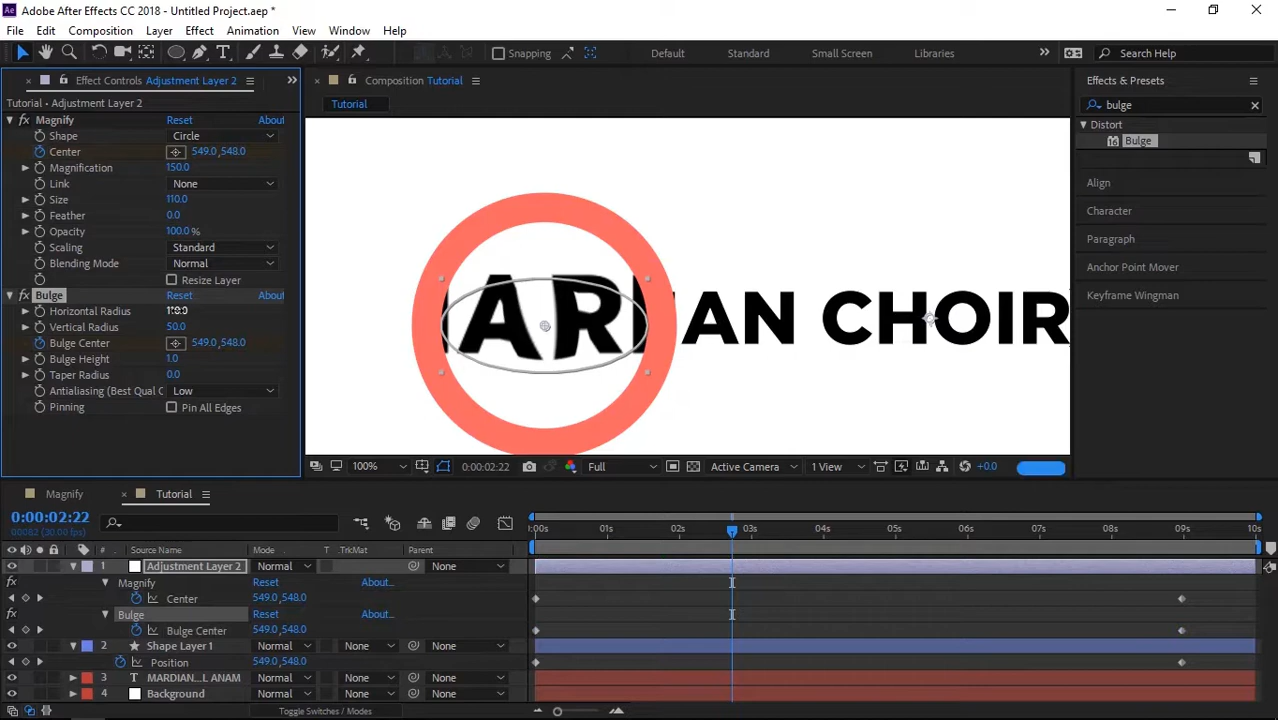 Adobe After Effects CC 2018 - Untitled Project.aep *
File Edit Composition Layer Effect Animation View Window Help
Snapping Default Standard Small Screen Libraries Search Help
Effect Controls Adjustment Layer 2
Composition Tutorial
Effects & Presets
Tutorial • Adjustment Layer 2
Tutorial
bulge
Magnify Reset About
Distort
Shape Circle
Bulge
Center 549.0,548.0
Magnification 150.0
Link None
Align
Size 110.0
Character
Feather 0.0
Opacity 100.0 %
Paragraph
Scaling Standard
Blending Mode Normal
Anchor Point Mover
Resize Layer
Keyframe Wingman
Bulge Reset About
Horizontal Radius
Vertical Radius 50.0
Bulge Center 549.0,548.0
Bulge Height 1.0
Taper Radius 0.0
Antialiasing (Best Qual C Low
Pinning Pin All Edges
AR AN CHOIR
100% 0:00:02:22 Full Active Camera 1 View +0.0
Magnify Tutorial
0:00:02:22
00082 (30.00 fps)
:00s 01s 02s 03s 04s 05s 06s 07s 08s 09s 10s
# Source Name Mode T .TrkMat Parent
1 Adjustment Layer 2 Normal None
Magnify Reset About...
Center 549.0,548.0
Bulge Reset About...
Bulge Center 549.0,548.0
2 Shape Layer 1 Normal None None
Position 549.0,548.0
3 T MARDIAN...L ANAM Normal None None
4 Background Normal None None
Toggle Switches / Modes